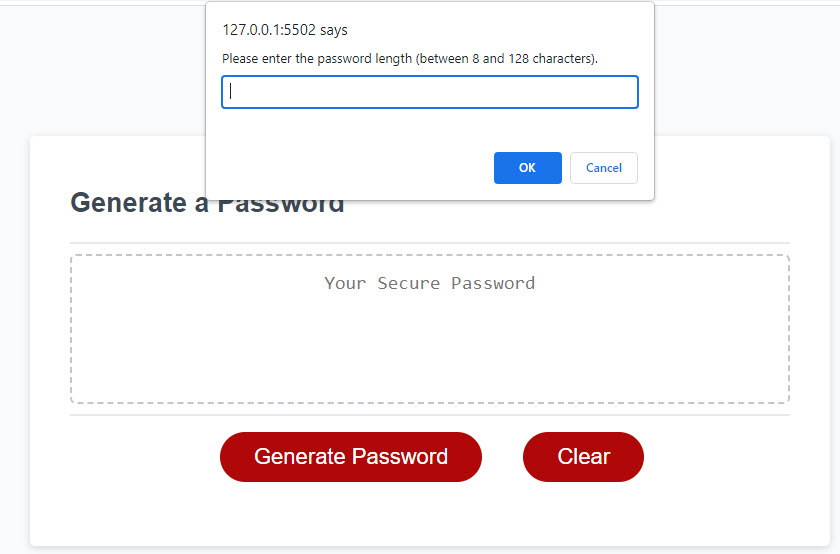 127.0.0.1:5502 says
Please enter the password length (between 8 and 128 characters).
OK
Cancel
Generate a Password
Your Secure Password
Generate Password
Clear